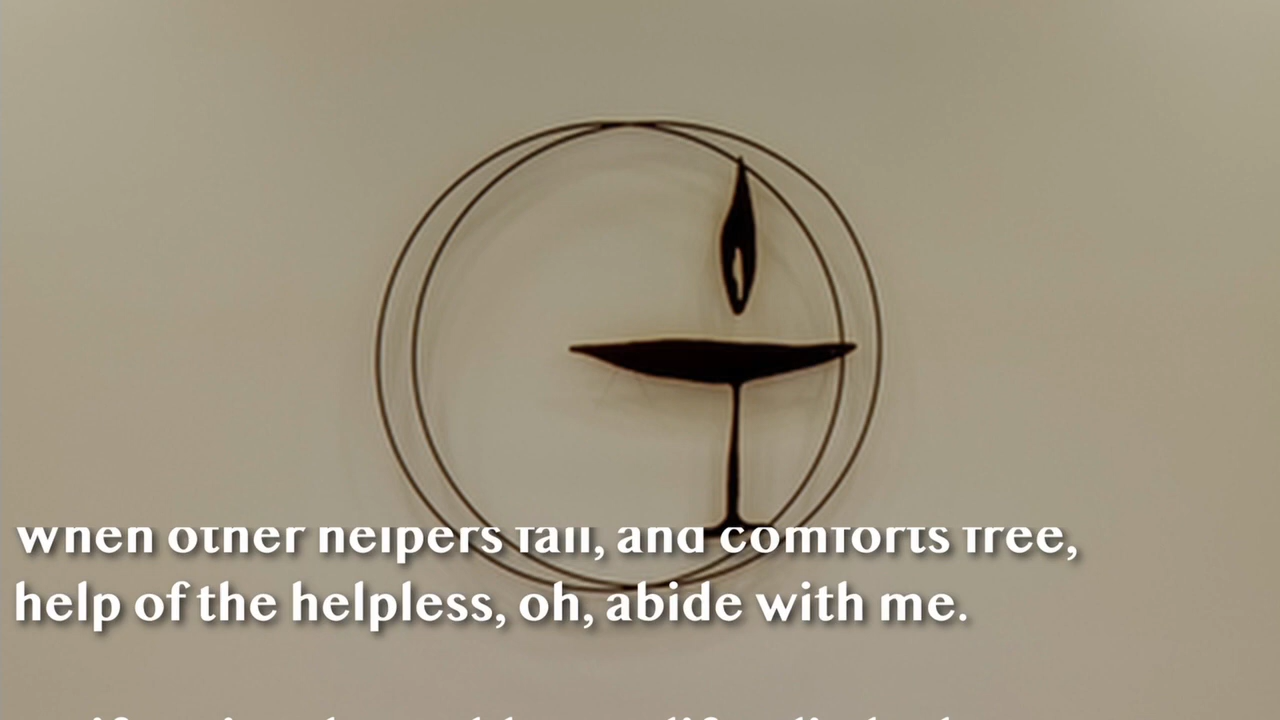 when other helpers fail, and comforts flee,
help of the helpless, oh, abide with me.